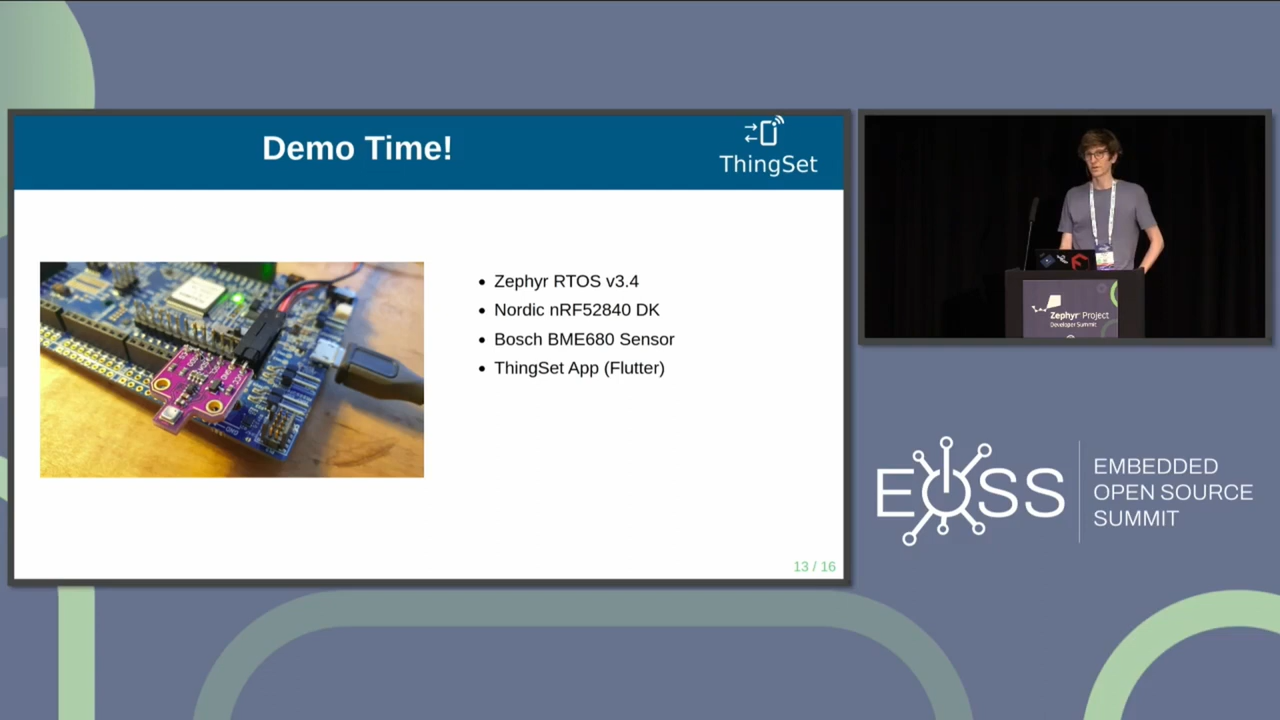 Demo Time!
ThingSet
Zephyr RTOS v3.4
Nordic nRF52840 DK
Bosch BME680 Sensor
ThingSet App (Flutter)
13 / 16
Zephyr Project
Developer Summit
EOSS
EMBEDDED
OPEN SOURCE
SUMMIT